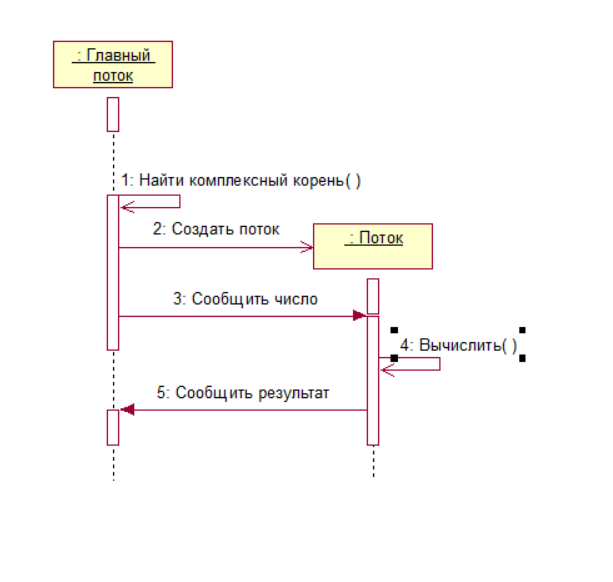 : Главный
поток
1: Найти комплексный корень( )
2: Создать поток
: Поток
3: Сообщить число
4: Вычислить( )
5: Сообщить результат